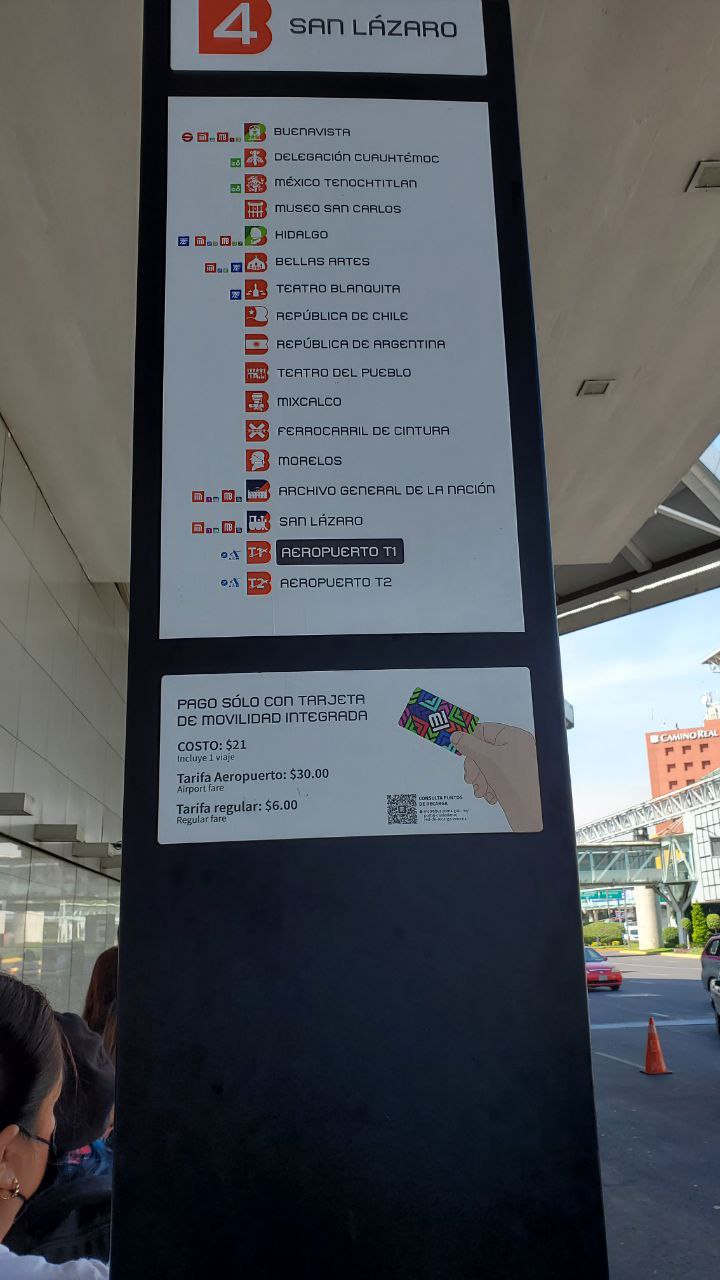 4 SAN LÁZARO
BUENAVISTA
DELEGACIÓN CUAUHTÉMOC
MÉXICO TENOCHTITLAN
MUSEO SAN CARLOS
HIDALGO
BELLAS ARTES
TEATRO BLANQUITA
REPÚBLICA DE CHILE
REPÚBLICA DE ARGENTINA
TEATRO DEL PUEBLO
MIXCALCO
FERROCARRIL DE CINTURA
MORELOS
ARCHIVO GENERAL DE LA NACIÓN
SAN LÁZARO
T1 AEROPUERTO T1
T2 AEROPUERTO T2
PAGO SÓLO CON TARJETA
DE MOVILIDAD INTEGRADA
COSTO: $21
Incluye 1 viaje
Tarifa Aeropuerto: $30.00
Airport fare
Tarifa regular: $6.00
Regular fare
CONSULTA PUNTOS
DE RECARGA
CAMINO REAL